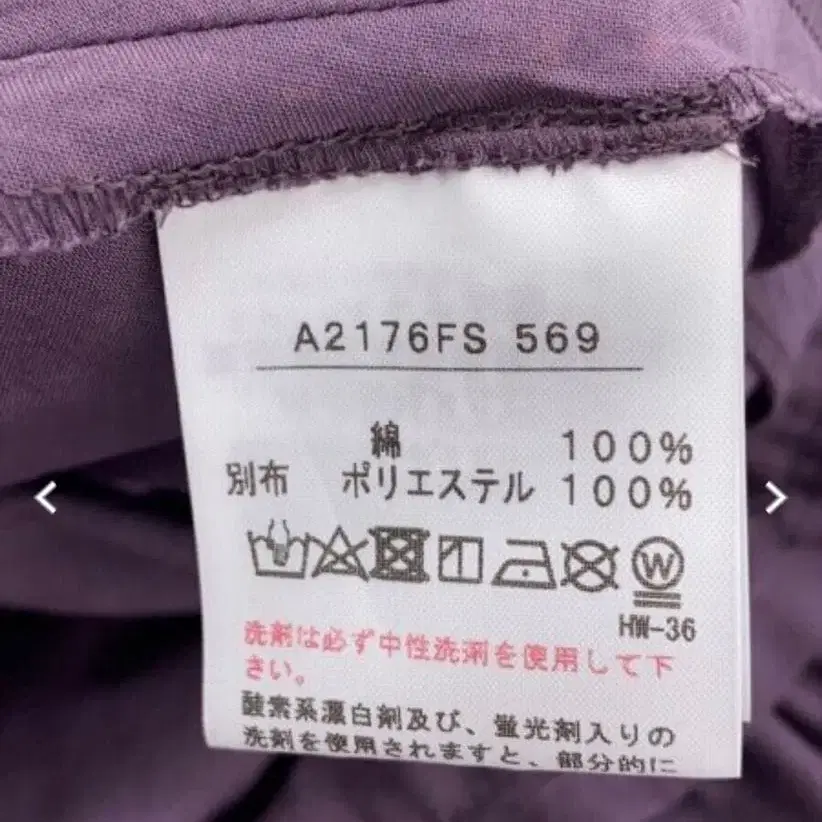 A2176FS 569
綿 100%
別布 ポリエステル 100%
W
HW-36
洗剤は必ず中性洗剤を使用して下
さい。
酸素系漂白剤及び、蛍光剤入りの
洗剤を使用されますと、部分的に